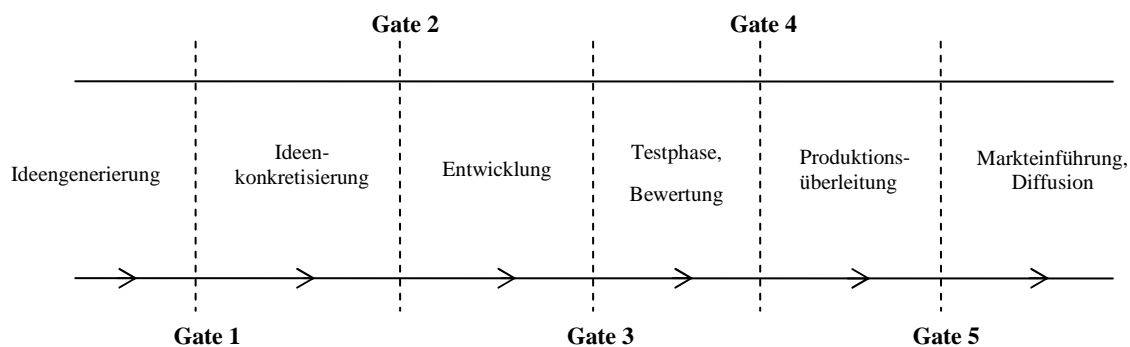 Gate 2
Gate 4
Ideengenerierung
Ideen-
konkretisierung
Entwicklung
Testphase,
Bewertung
Produktions-
überleitung
Markteinführung,
Diffusion
Gate 1
Gate 3
Gate 5